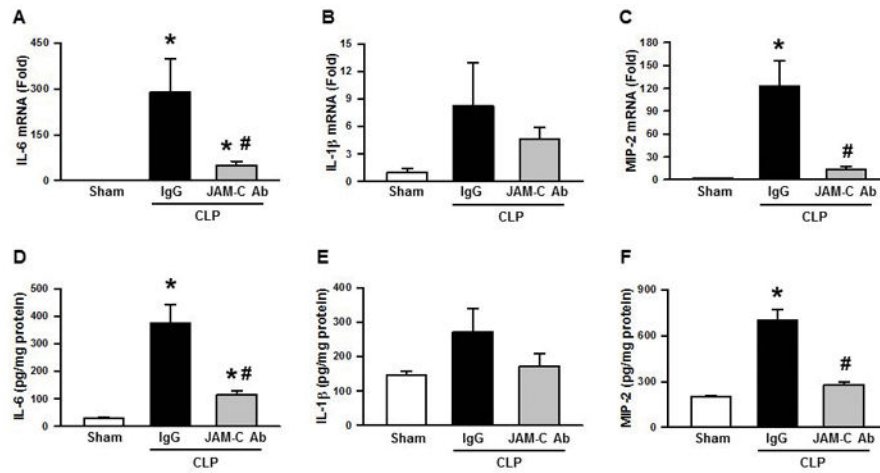 A
IL-6 mRNA (Fold)
450
300
150
0
*
* #
Sham IgG JAM-C Ab
CLP
B
IL-1β mRNA (Fold)
15
12
9
6
3
0
Sham IgG JAM-C Ab
CLP
C
MIP-2 mRNA (Fold)
180
150
120
90
60
30
0
*
#
Sham IgG JAM-C Ab
CLP
D
IL-6 (pg/mg protein)
500
400
300
200
100
0
*
* #
Sham IgG JAM-C Ab
CLP
E
IL-1β (pg/mg protein)
400
300
200
100
0
Sham IgG JAM-C Ab
CLP
F
MIP-2 (pg/mg protein)
900
600
300
0
*
#
Sham IgG JAM-C Ab
CLP